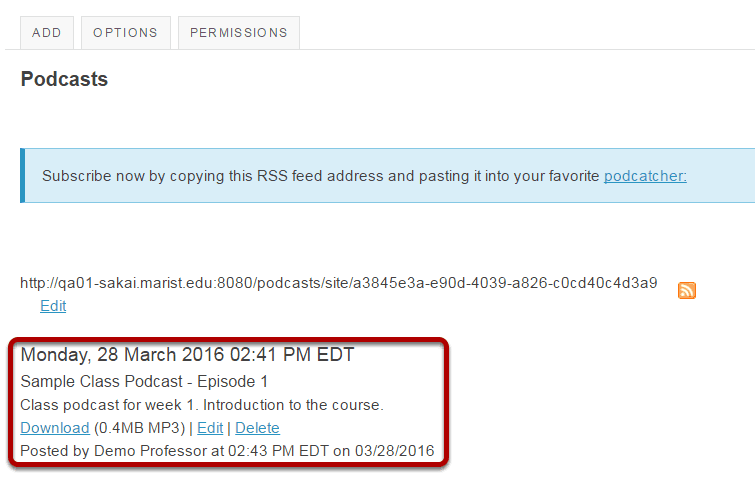 ADD OPTIONS PERMISSIONS
Podcasts
Subscribe now by copying this RSS feed address and pasting it into your favorite podcatcher:
http://qa01-sakai.marist.edu:8080/podcasts/site/a3845e3a-e90d-4039-a826-c0cd40c4d3a9
Edit
Monday, 28 March 2016 02:41 PM EDT
Sample Class Podcast - Episode 1
Class podcast for week 1. Introduction to the course.
Download (0.4MB MP3) | Edit | Delete
Posted by Demo Professor at 02:43 PM EDT on 03/28/2016